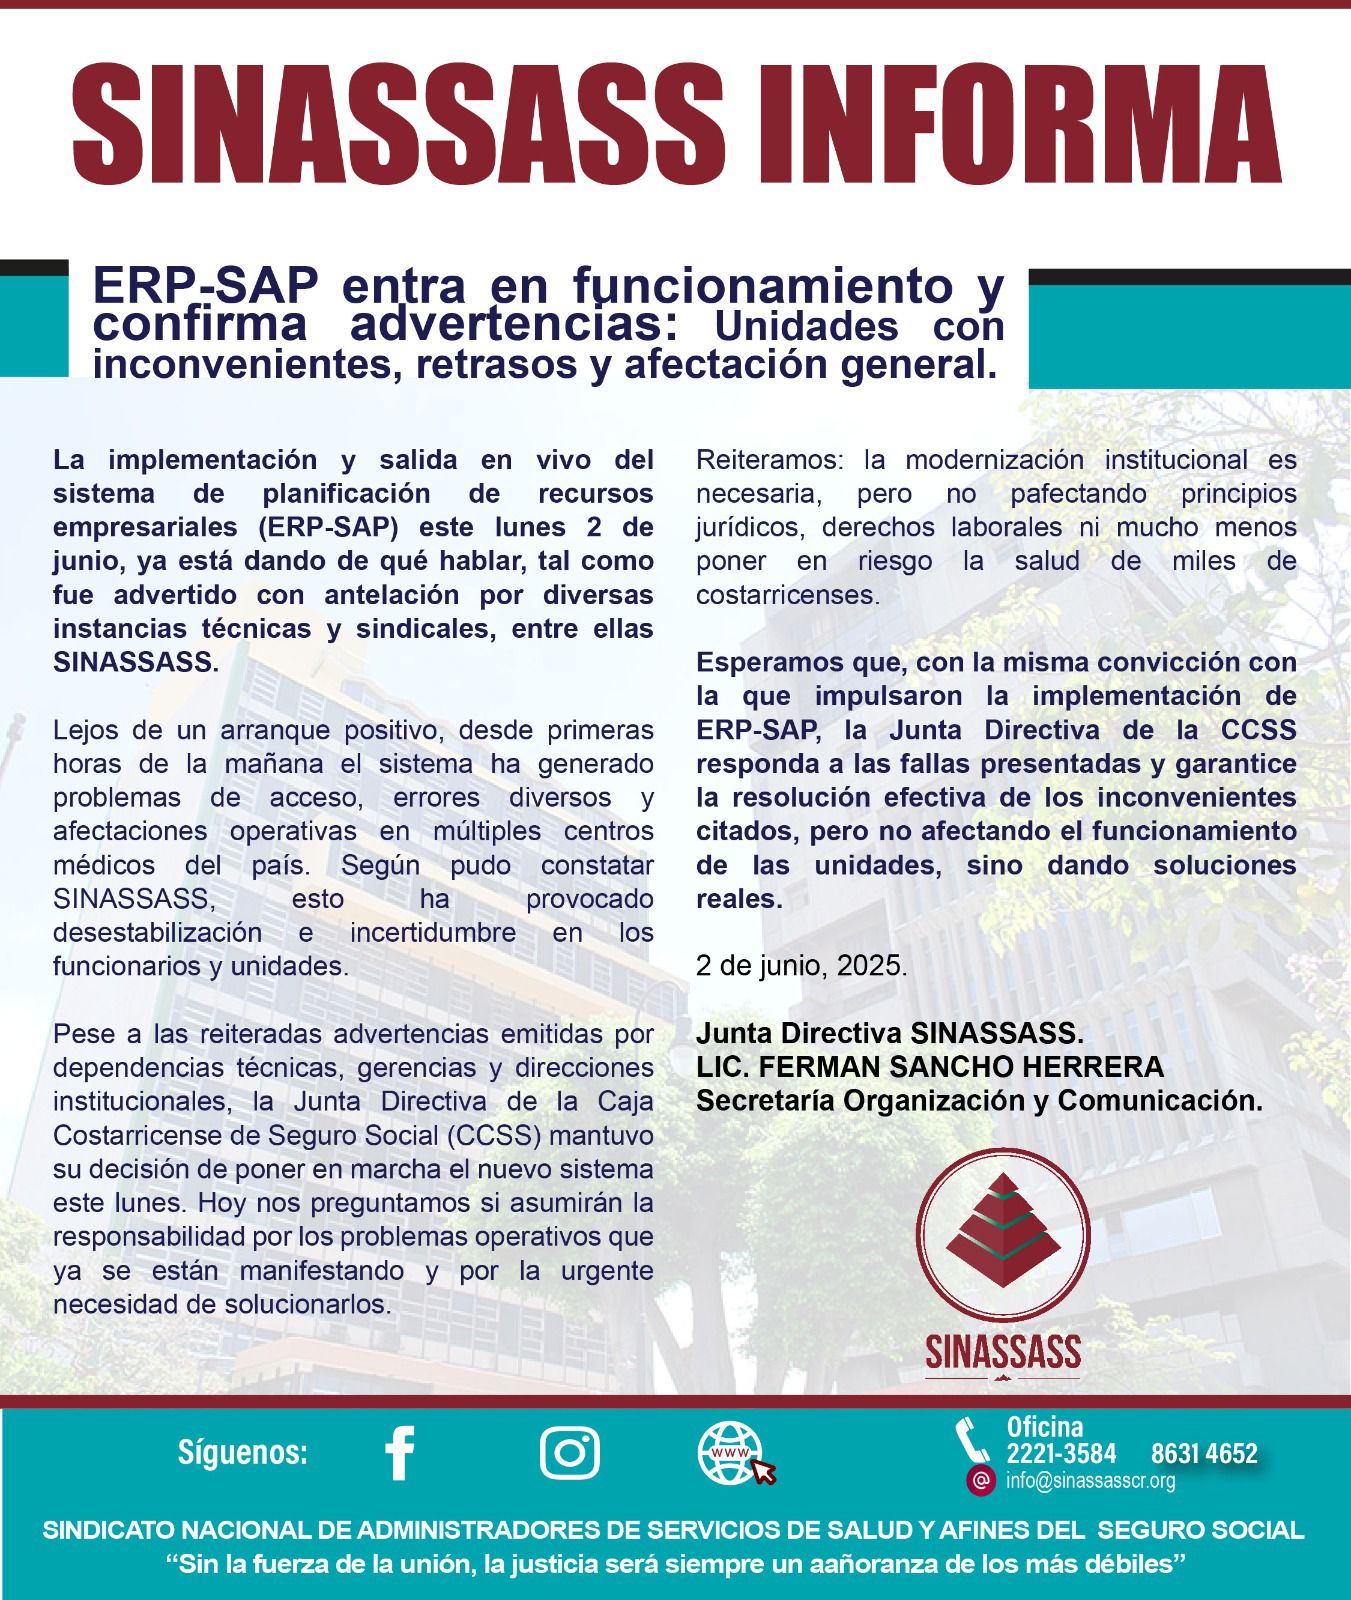 SINASSASS INFORMA
ERP-SAP entra en funcionamiento y
confirma advertencias: Unidades con
inconvenientes, retrasos y afectación general.
La implementación y salida en vivo del
sistema de planificación de recursos
empresariales (ERP-SAP) este lunes 2 de
junio, ya está dando de qué hablar, tal como
fue advertido con antelación por diversas
instancias técnicas y sindicales, entre ellas
SINASSASS.
Lejos de un arranque positivo, desde primeras
horas de la mañana el sistema ha generado
problemas de acceso, errores diversos y
afectaciones operativas en múltiples centros
médicos del país. Según pudo constatar
SINASSASS, esto ha provocado
desestabilización e incertidumbre en los
funcionarios y unidades.
Pese a las reiteradas advertencias emitidas por
dependencias técnicas, gerencias y direcciones
institucionales, la Junta Directiva de la Caja
Costarricense de Seguro Social (CCSS) mantuvo
su decisión de poner en marcha el nuevo sistema
este lunes. Hoy nos preguntamos si asumirán la
responsabilidad por los problemas operativos que
ya se están manifestando y por la urgente
necesidad de solucionarlos.
Reiteramos: la modernización institucional es
necesaria, pero no pafectando principios
jurídicos, derechos laborales ni mucho menos
poner en riesgo la salud de miles de
costarricenses.
Esperamos que, con la misma convicción con
la que impulsaron la implementación de
ERP-SAP, la Junta Directiva de la CCSS
responda a las fallas presentadas y garantice
la resolución efectiva de los inconvenientes
citados, pero no afectando el funcionamiento
de las unidades, sino dando soluciones
reales.
2 de junio, 2025.
Junta Directiva SINASSASS.
LIC. FERMAN SANCHO HERRERA
Secretaría Organización y Comunicación.
SINASSASS
Síguenos:
WWW
Oficina
2221-3584 8631 4652
@ info@sinassasscr.org
SINDICATO NACIONAL DE ADMINISTRADORES DE SERVICIOS DE SALUD Y AFINES DEL SEGURO SOCIAL
“Sin la fuerza de la unión, la justicia será siempre un aañoranza de los más débiles”